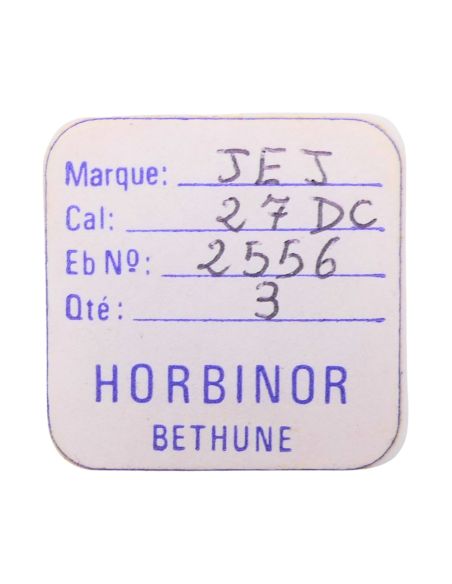 Marque: JEJ
Cal: 27 DC
Eb Nº: 2556
Qté: 3
HORBINOR
BETHUNE